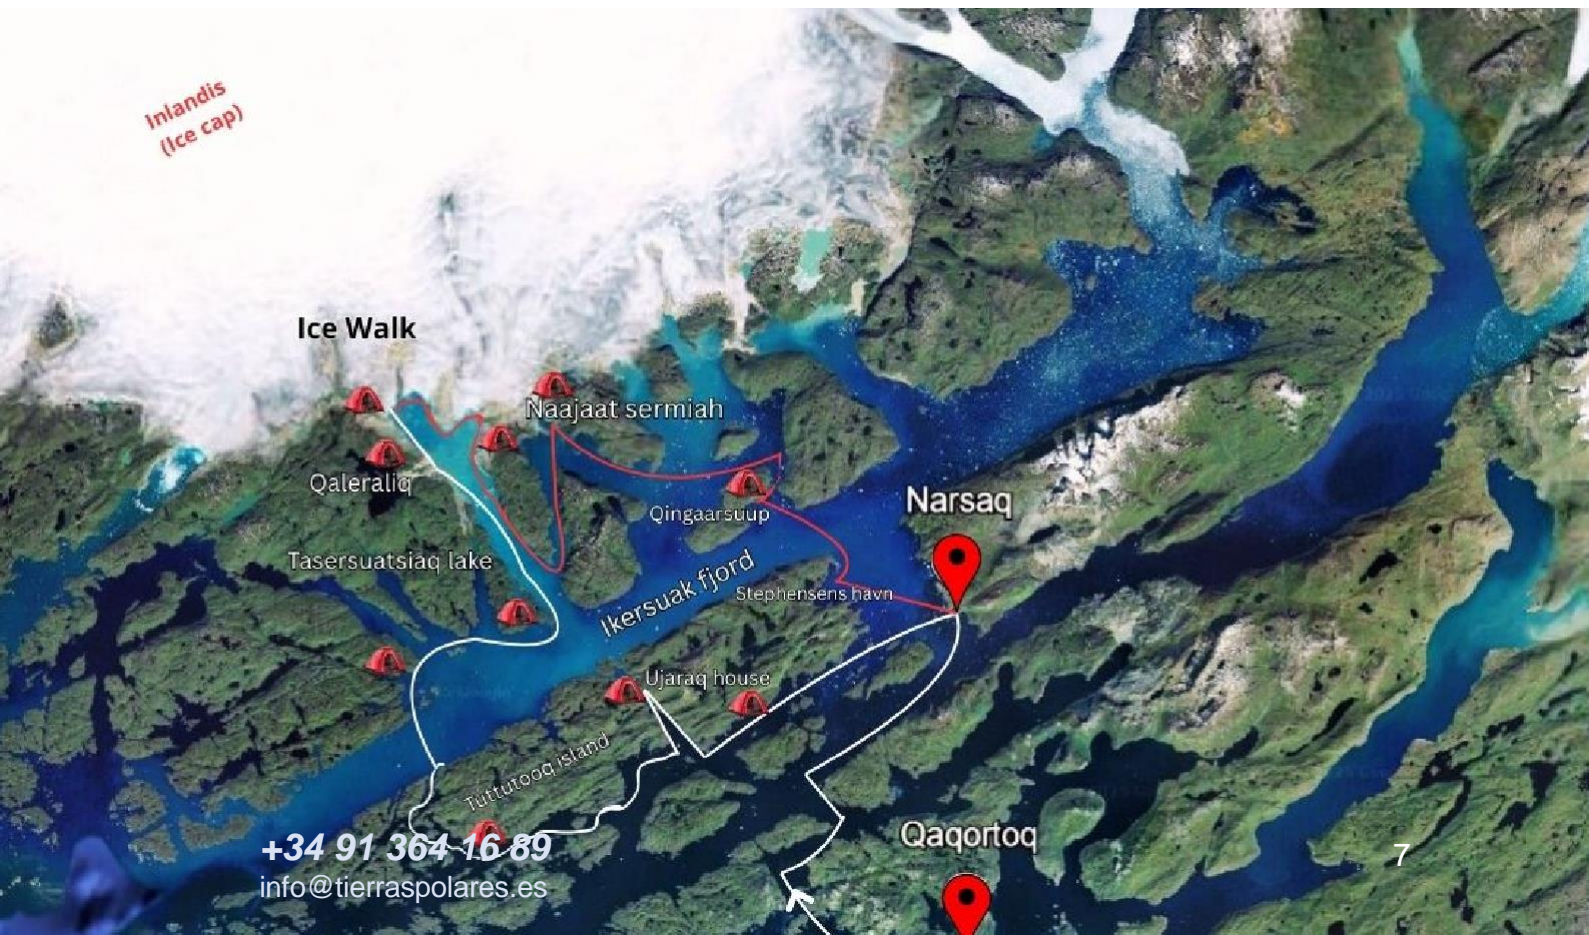 Inlandis
(Ice cap)
Ice Walk
Naajaat sermiah
Qaleraliq
Qingaarsuup
Narsaq
Tasersuatsiaq lake
Ikersuak fjord
Stephensens havn
Ujaraq house
Tuttutooq island
Qaqortoq
+34 91 364 16 89
info@tierraspolares.es
7